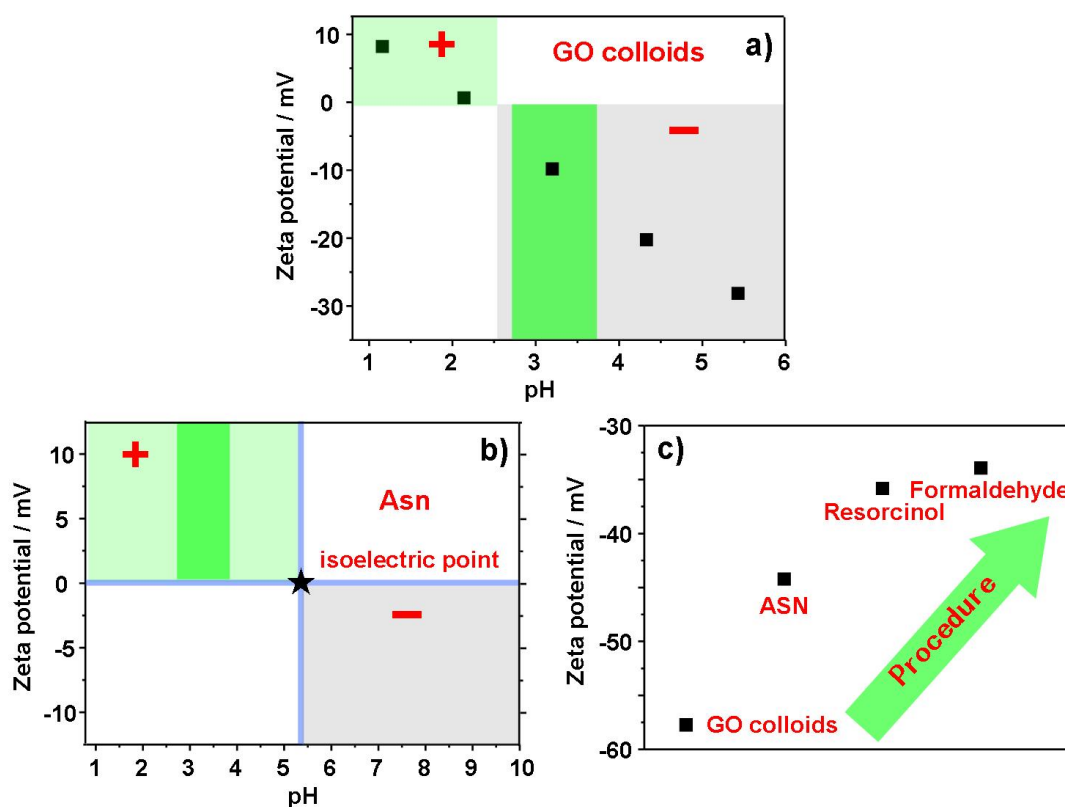 a)
GO colloids
+
−
Zeta potential / mV
10
0
-10
-20
-30
1 2 3 4 5 6
pH
b)
+
Asn
isoelectric point
−
Zeta potential / mV
10
5
0
-5
-10
1 2 3 4 5 6 7 8 9 10
pH
c)
Zeta potential / mV
-30
-40
-50
-60
Formaldehyde
Resorcinol
ASN
GO colloids
Procedure